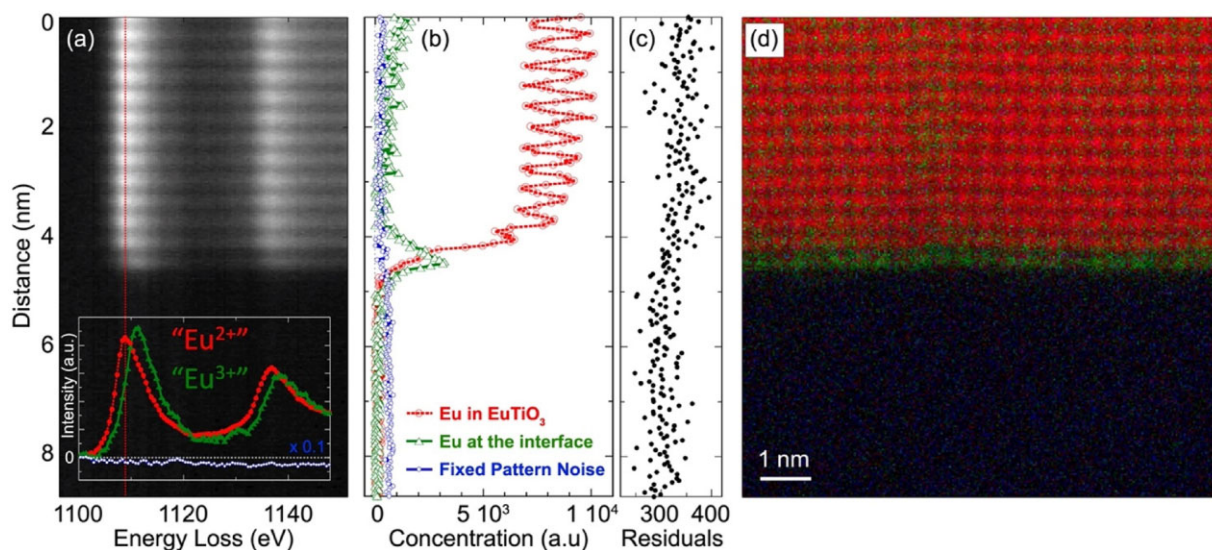 (a)
(b)
(c)
(d)
Distance (nm)
0
2
4
6
8
"Eu2+"
"Eu3+"
Intensity (a.u.)
0
x 0.1
1100 1120 1140
Energy Loss (eV)
Eu in EuTiO3
Eu at the interface
Fixed Pattern Noise
0 5 10³ 1 10⁴
Concentration (a.u)
300 400
Residuals
1 nm